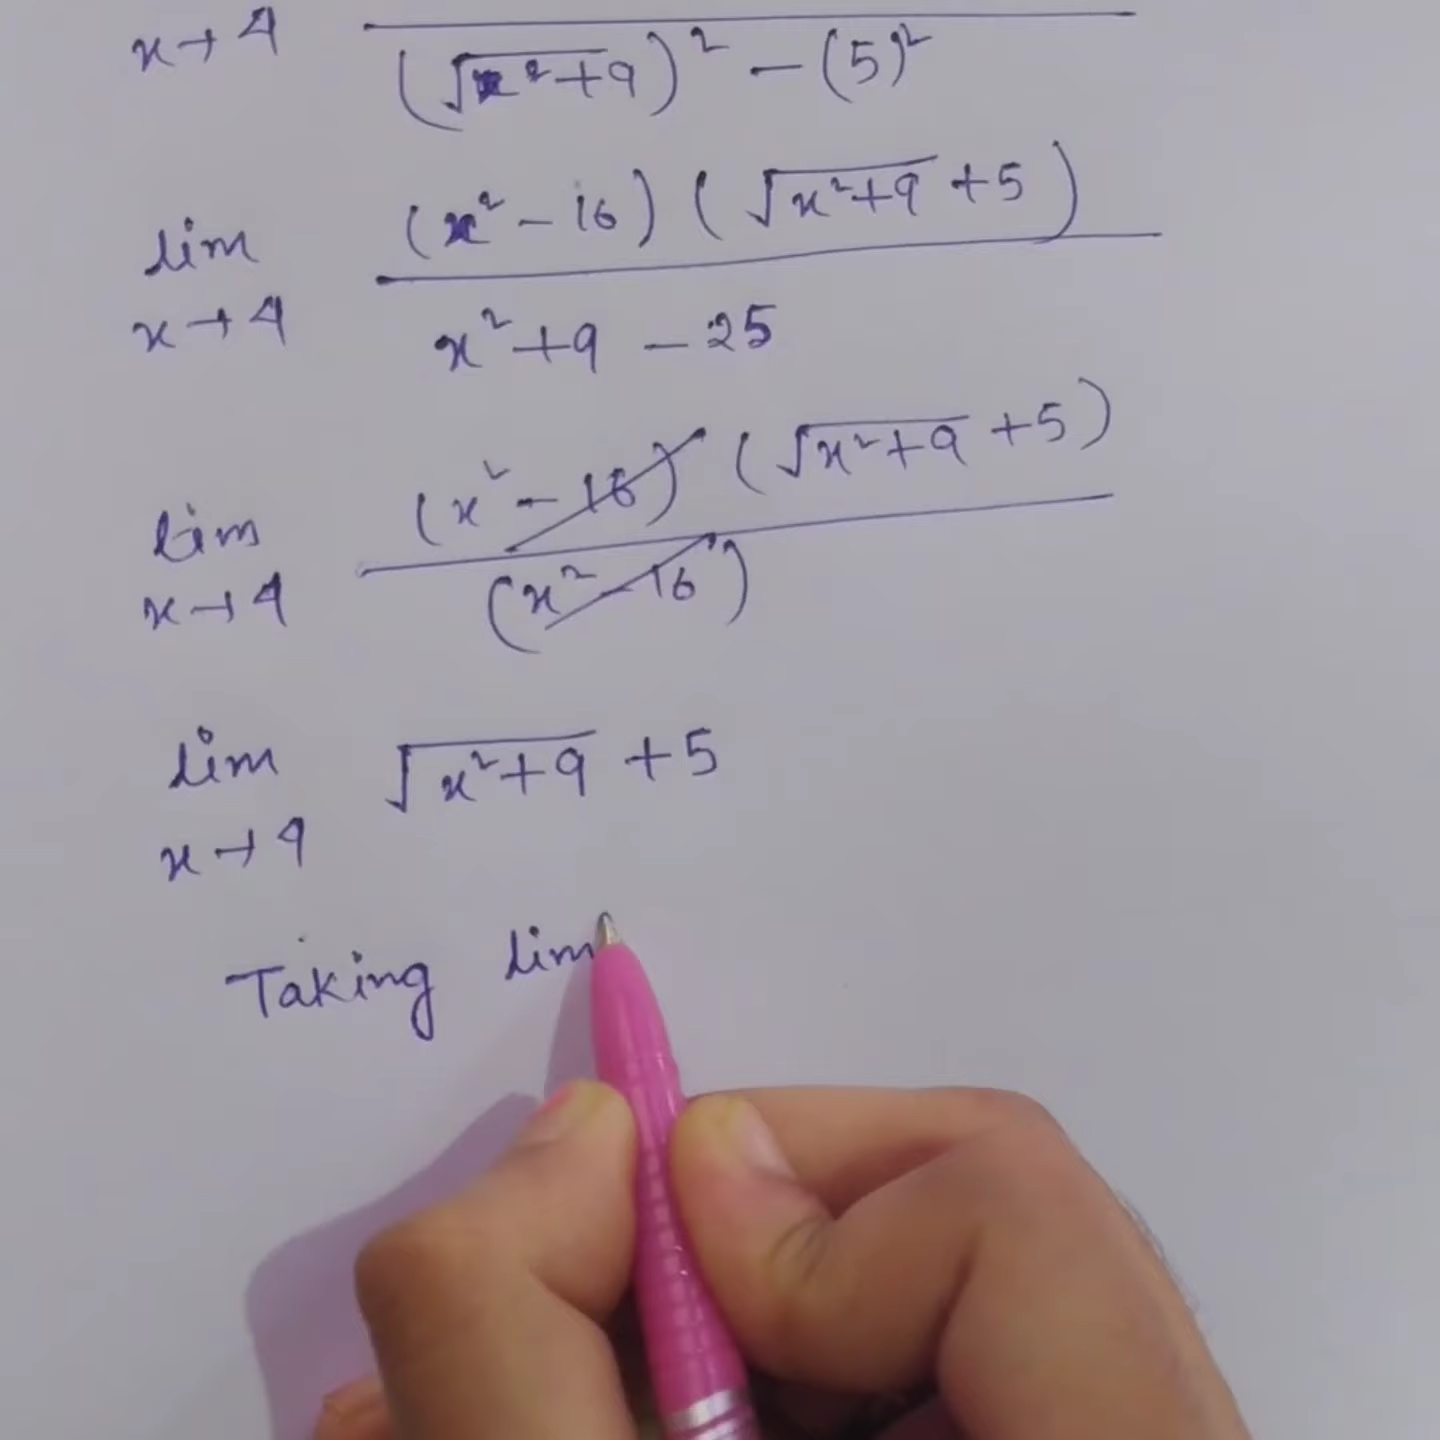 x→4 (√x²+9)² - (5)²
(x² - 16) (√x²+9 +5)
lim
x→4 x²+9 - 25
(x² - 16) (√x²+9 +5)
lim
x→4 (x² - 16)
lim √x²+9 +5
x→4
Taking lim